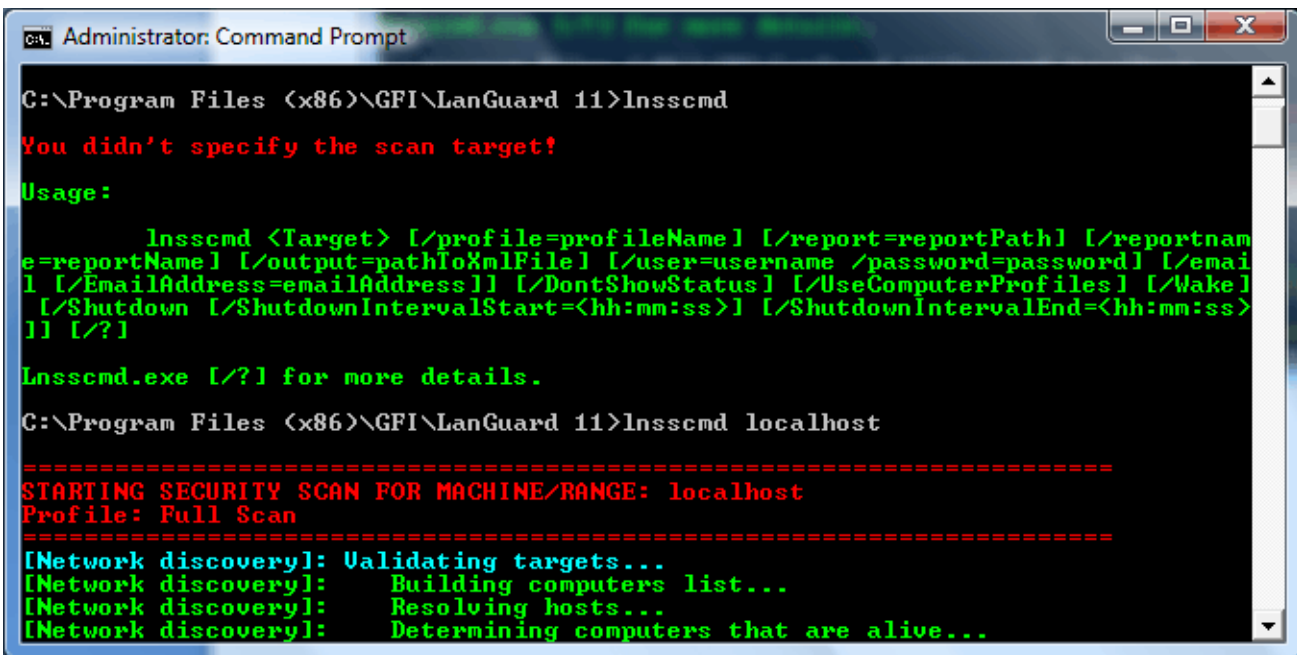 Administrator: Command Prompt
C:\Program Files (x86)\GFI\LanGuard 11>lnsscmd
You didn't specify the scan target!
Usage:
lnsscmd <Target> [/profile=profileName] [/report=reportPath] [/reportnam
e=reportName] [/output=pathToXmlFile] [/user=username /password=password] [/emai
l [/EmailAddress=emailAddress]] [/DontShowStatus] [/UseComputerProfiles] [/Wake]
[/Shutdown [/ShutdownIntervalStart=<hh:mm:ss>] [/ShutdownIntervalEnd=<hh:mm:ss>
]] [/?]
Lnsscmd.exe [/?] for more details.
C:\Program Files (x86)\GFI\LanGuard 11>lnsscmd localhost
=======================================================================
STARTING SECURITY SCAN FOR MACHINE/RANGE: localhost
Profile: Full Scan
=======================================================================
[Network discovery]: Validating targets...
[Network discovery]:    Building computers list...
[Network discovery]:    Resolving hosts...
[Network discovery]:    Determining computers that are alive...